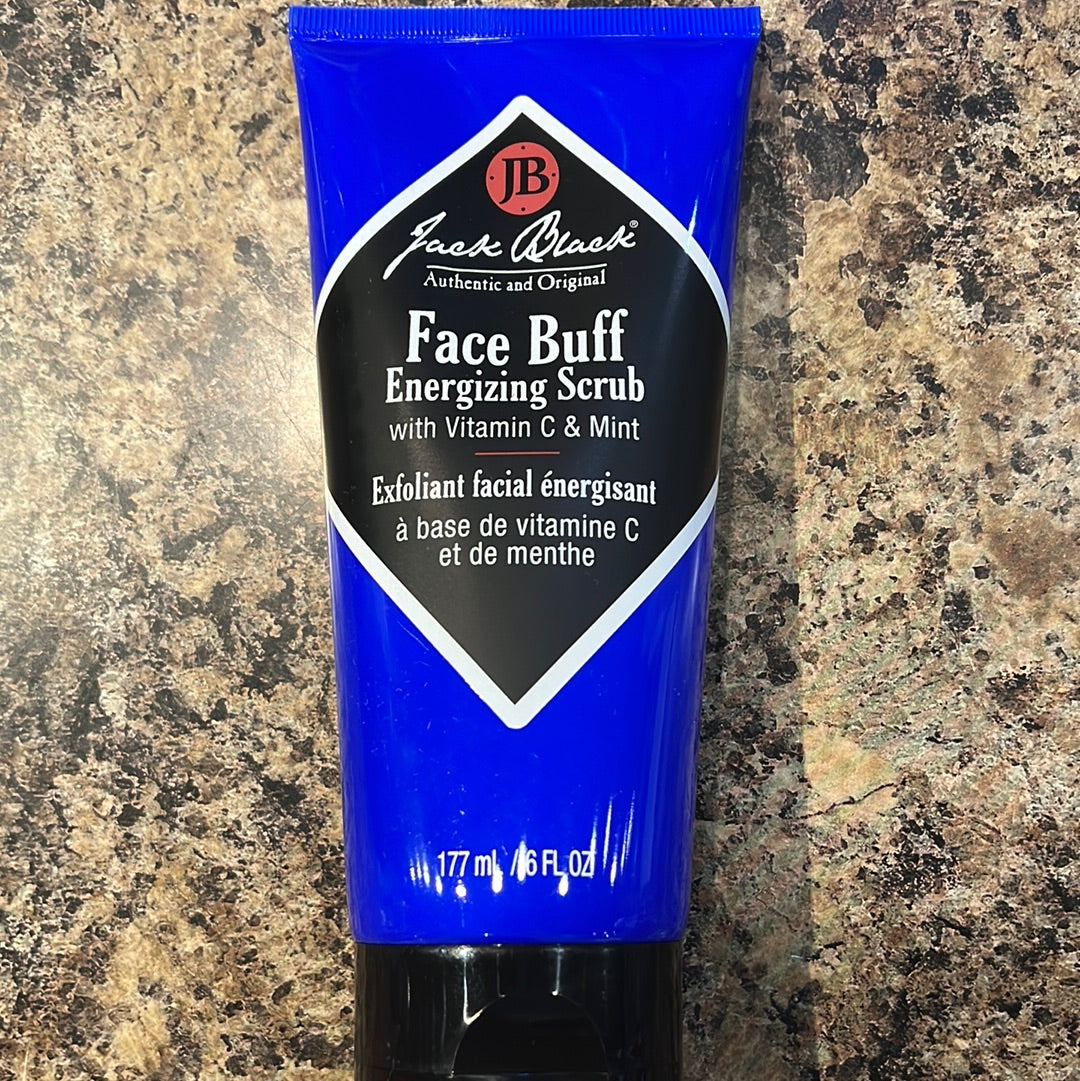 JB
Jack Black®
Authentic and Original
Face Buff
Energizing Scrub
with Vitamin C & Mint
Exfoliant facial énergisant
à base de vitamine C
et de menthe
177 mL / 6 FL OZ